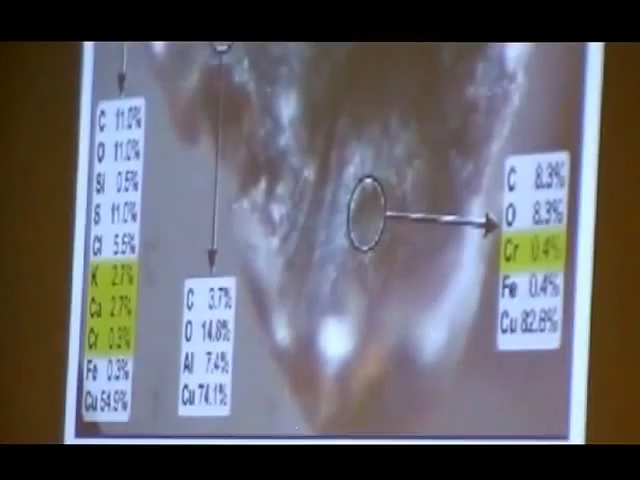 C 11.0%
O 11.0%
Si 0.5%
S 11.0%
Cl 5.5%
K 2.7%
Ca 2.7%
Cr 0.3%
Fe 0.3%
Cu 54.9%
C 3.7%
O 14.8%
Al 7.4%
Cu 74.1%
C 8.3%
O 8.3%
Cr 0.4%
Fe 0.4%
Cu 82.6%